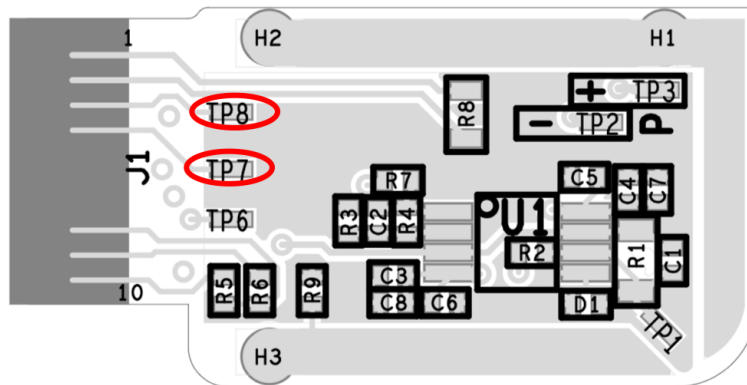 1 H2 H1
TP8 R8 + TP3
- TP2 P
J1 TP7
R7 C5 C4 C7
TP6 R3 C2 R4 U1
R2 R1 C1
10 R5 R6 R9 C3
C8 C6 D1
TP1
H3